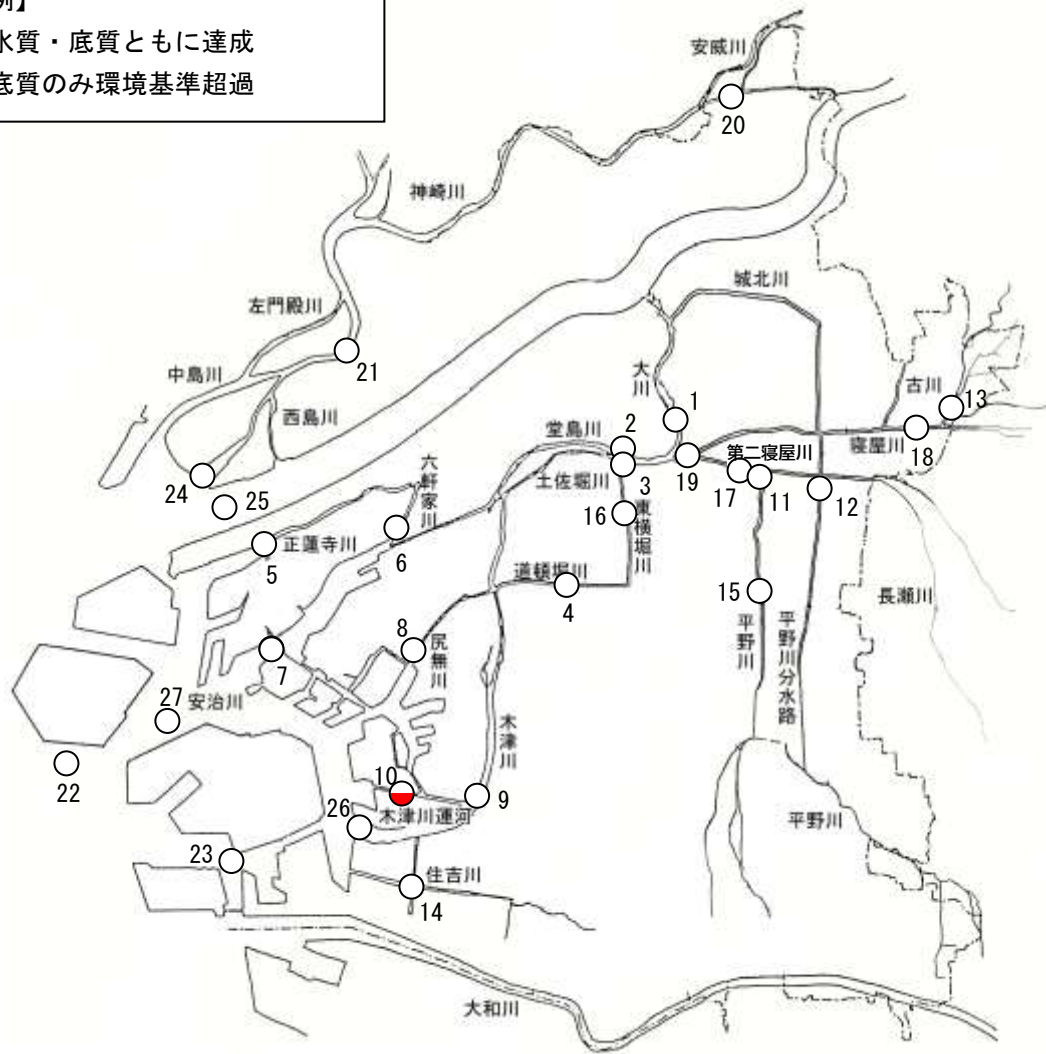 例】
水質・底質ともに達成
底質のみ環境基準超過
安威川
20
神崎川
城北川
左門殿川
21
中島川
大川
古川
13
西島川
1
堂島川
2
寝屋川
18
六軒家川
第二寝屋川
24
25
土佐堀川
3
19
17
11
12
16
東横堀川
正蓮寺川
5
6
道頓堀川
4
15
平野川
平野川分水路
長瀬川
8
尻無川
7
安治川
27
木津川
22
10
9
木津川運河
26
平野川
23
住吉川
14
大和川